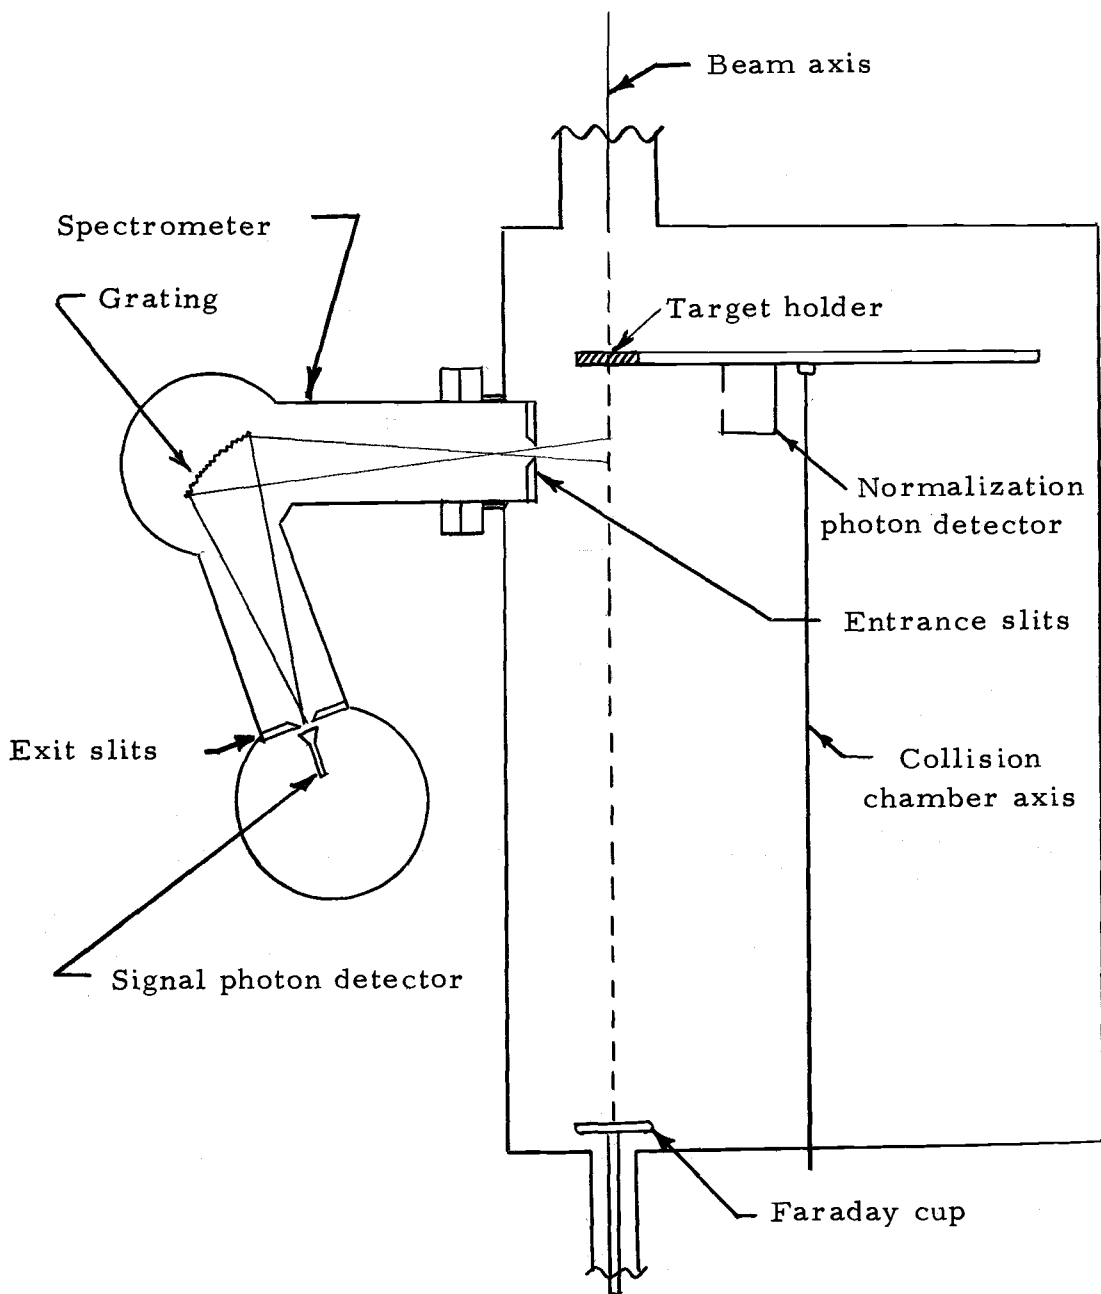 Beam axis
Spectrometer
Grating
Target holder
Normalization
photon detector
Entrance slits
Exit slits
Collision
chamber axis
Signal photon detector
Faraday cup